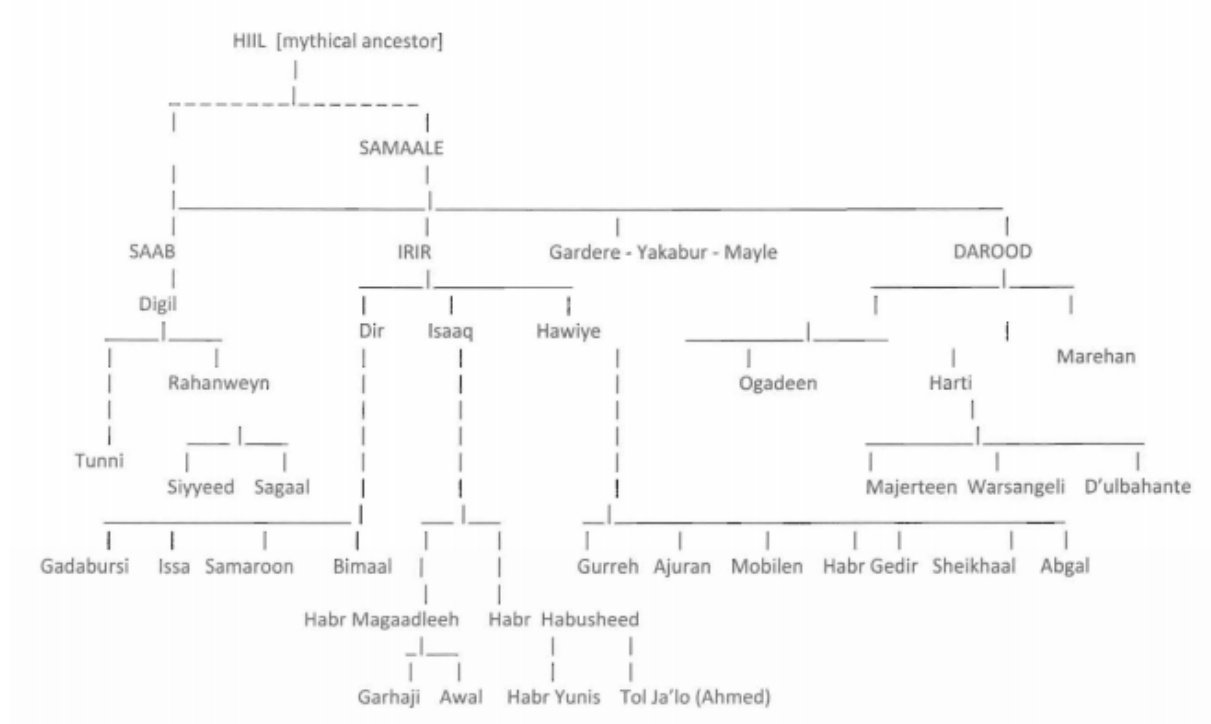 HIIL [mythical ancestor]
SAMAALE
SAAB IRIR Gardere - Yakabur - Mayle DAROOD
Digil
Dir Isaaq Hawiye
Marehan
Rahanweyn Ogadeen Harti
Tunni
Siyyeed Sagaal Majerteen Warsangeli D'ulbahante
Gadabursi Issa Samaroon Bimaal Gurreh Ajuran Mobilen Habr Gedir Sheikhaal Abgal
Habr Magaadleeh Habr Habusheed
Garhaji Awal Habr Yunis Tol Ja'lo (Ahmed)